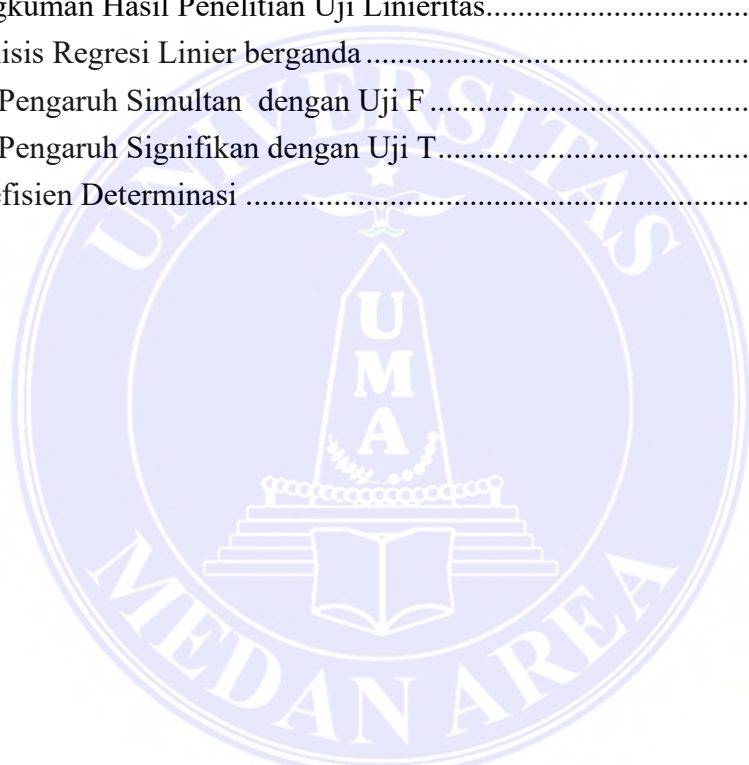 gkuman Hasil Penelitian Uji Linieritas...............................
isis Regresi Linier berganda...............................................
Pengaruh Simultan dengan Uji F.......................................
Pengaruh Signifikan dengan Uji T......................................
efisien Determinasi ..............................................................
UNIVERSITAS
U
M
A
MEDAN AREA